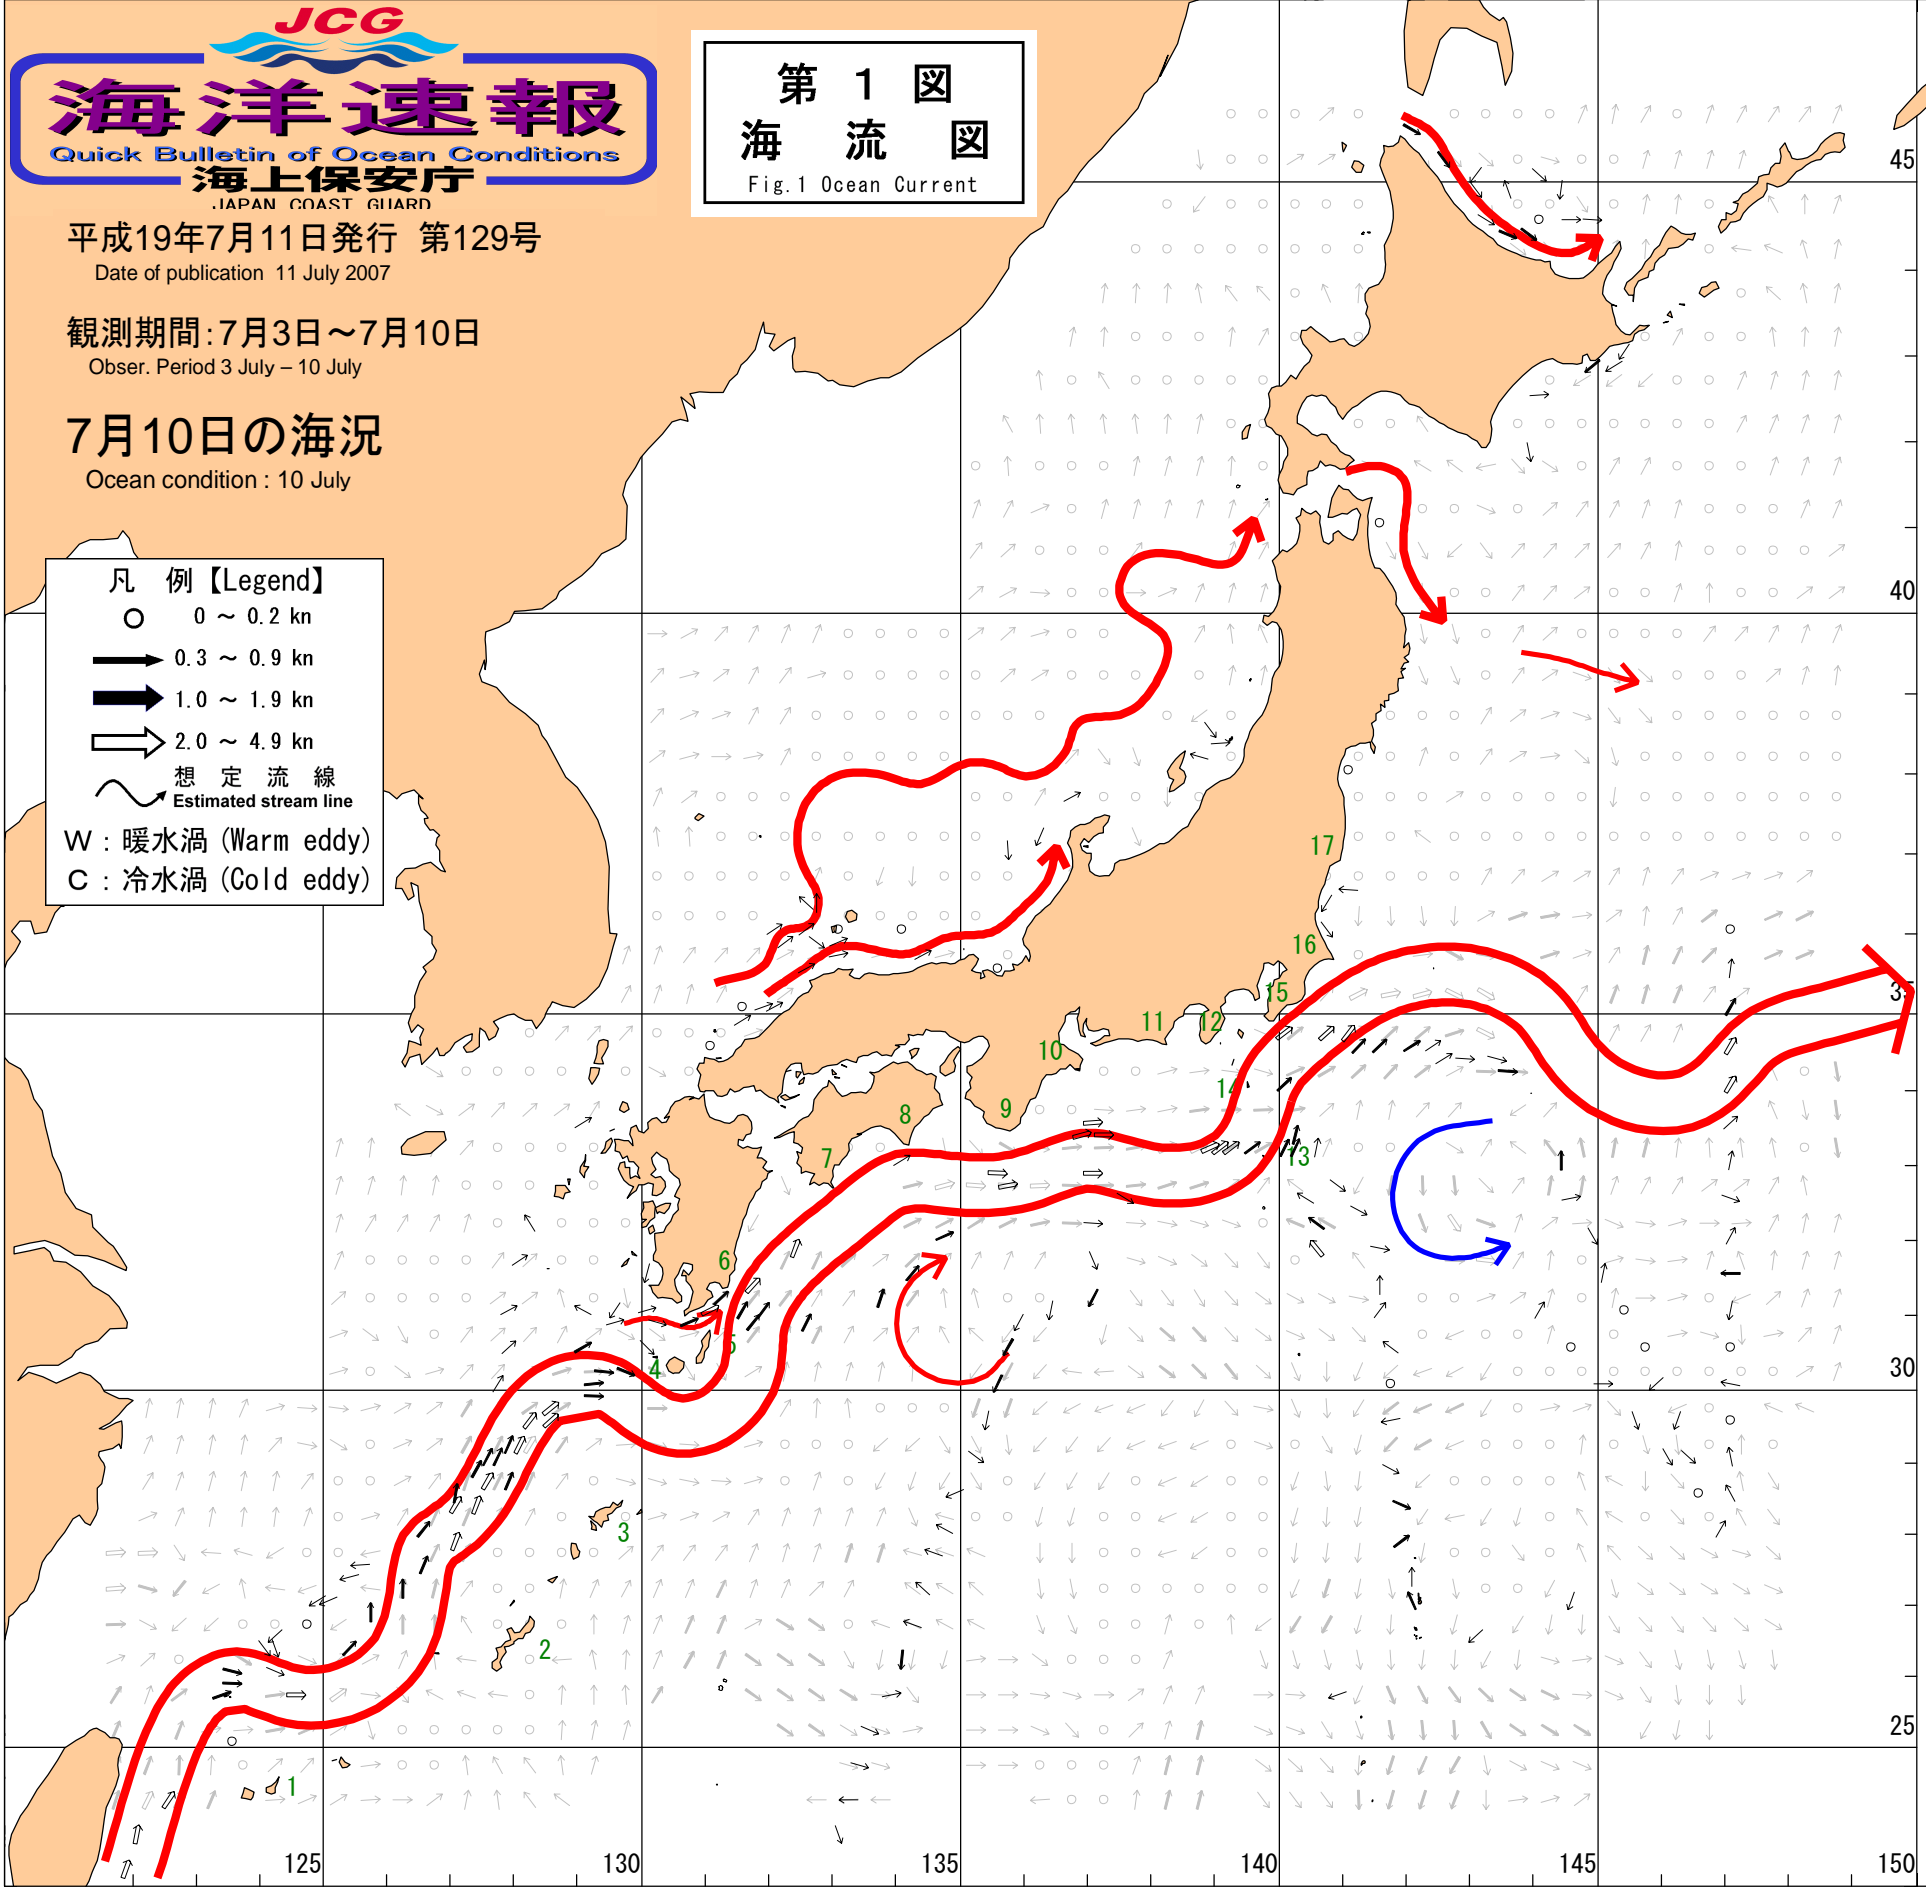 JCG
海洋速報
Quick Bulletin of Ocean Conditions
海上保安庁
JAPAN COAST GUARD
平成19年7月11日発行 第129号
Date of publication 11 July 2007
観測期間:7月3日～7月10日
Obser. Period 3 July – 10 July
7月10日の海況
Ocean condition : 10 July
第 1 図
海 流 図
Fig.1 Ocean Current
凡 例【Legend】
0 ～ 0.2 kn
0.3 ～ 0.9 kn
1.0 ～ 1.9 kn
2.0 ～ 4.9 kn
想 定 流 線
Estimated stream line
W : 暖水渦 (Warm eddy)
C : 冷水渦 (Cold eddy)
45
40
17
16
15
35
11
12
10
14
9
8
13
7
6
5
4
30
3
2
25
1
125
130
135
140
145
150